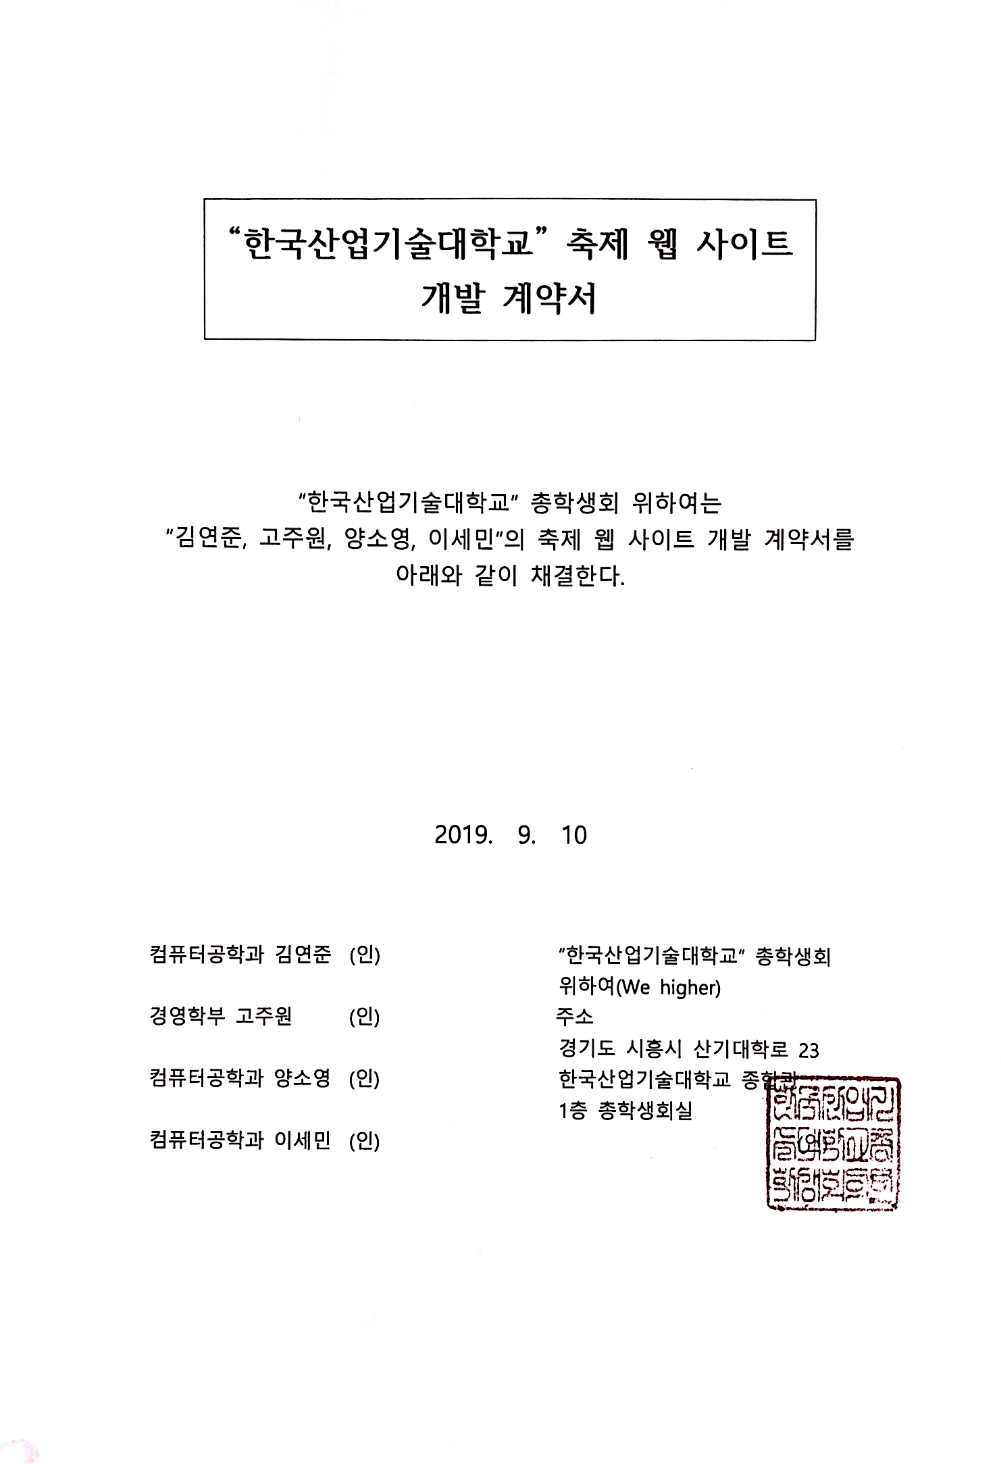 “한국산업기술대학교” 축제 웹 사이트
개발 계약서
“한국산업기술대학교” 총학생회 위하여는
“김연준, 고주원, 양소영, 이세민”의 축제 웹 사이트 개발 계약서를
아래와 같이 채결한다.
2019. 9. 10
컴퓨터공학과 김연준 (인)
경영학부 고주원 (인)
컴퓨터공학과 양소영 (인)
컴퓨터공학과 이세민 (인)
“한국산업기술대학교” 총학생회
위하여(We higher)
주소
경기도 시흥시 산기대학로 23
한국산업기술대학교 종합관
1층 총학생회실